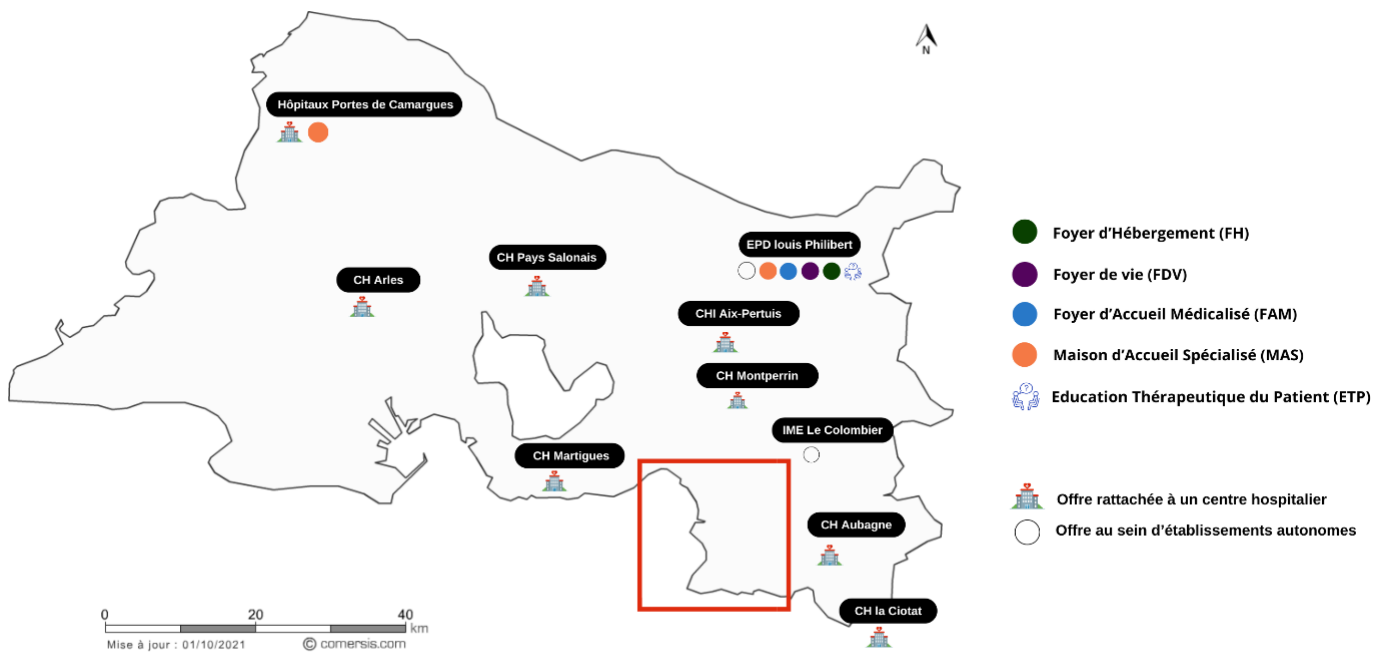 N
Hôpitaux Portes de Camargues
EPD louis Philibert
CH Pays Salonais
CH Arles
CHI Aix-Pertuis
CH Montperrin
IME Le Colombier
CH Martigues
CH Aubagne
CH la Ciotat
Foyer d'Hébergement (FH)
Foyer de vie (FDV)
Foyer d'Accueil Médicalisé (FAM)
Maison d'Accueil Spécialisé (MAS)
Education Thérapeutique du Patient (ETP)
Offre rattachée à un centre hospitalier
Offre au sein d'établissements autonomes
0 20 40 km
Mise à jour : 01/10/2021 © comersis.com